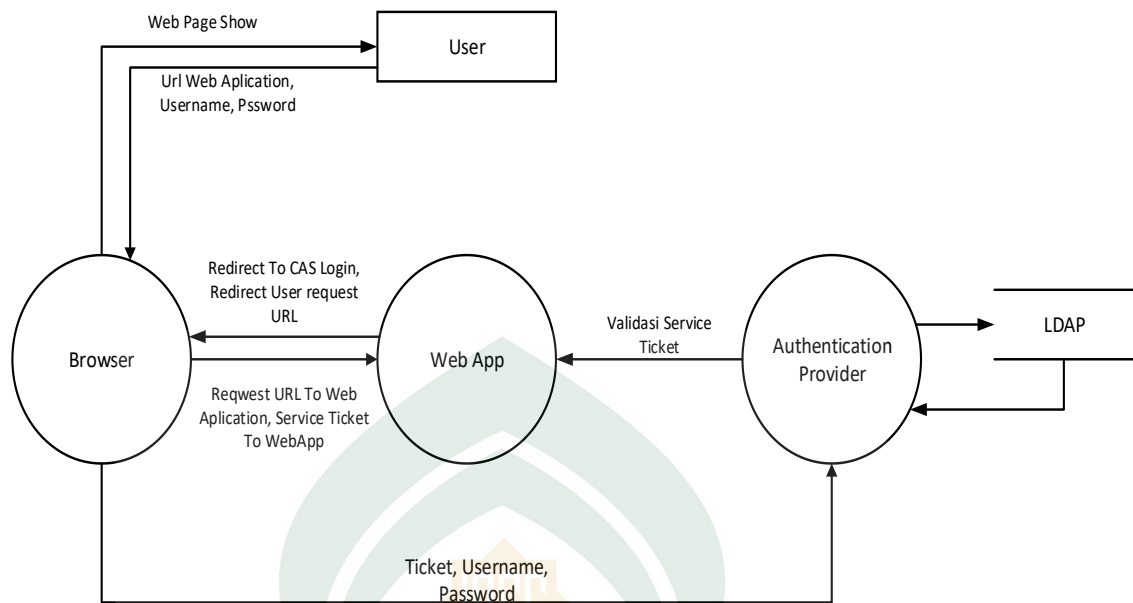 Web Page Show
User
Url Web Aplication,
Username, Pssword
Redirect To CAS Login,
Redirect User request
URL
Browser
Web App
Validasi Service
Ticket
Authentication
Provider
LDAP
Reqwest URL To Web
Aplication, Service Ticket
To WebApp
Ticket, Username,
Password